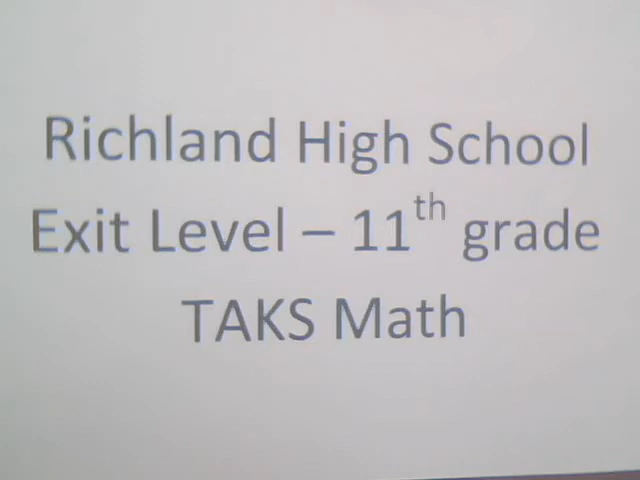 Richland High School
Exit Level – 11th grade
TAKS Math